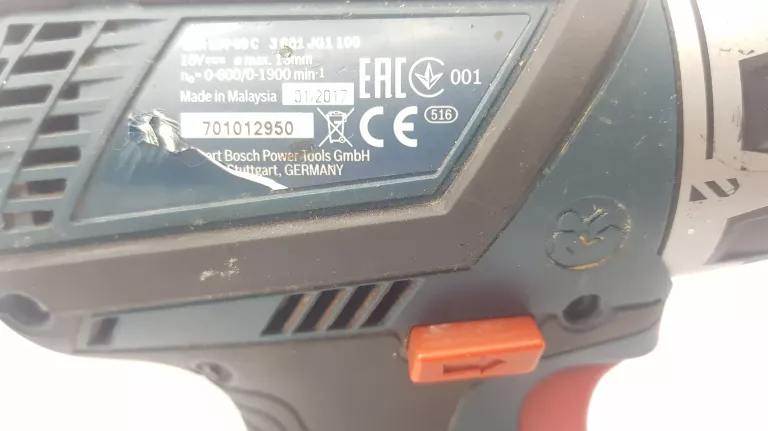 3 601 JG1 100
18V⎓ ø max. 13mm
n₀= 0-600/0-1900 min⁻¹
Made in Malaysia 01/2017
EAC 001
701012950
CE 516
Bosch Power Tools GmbH
Stuttgart, GERMANY